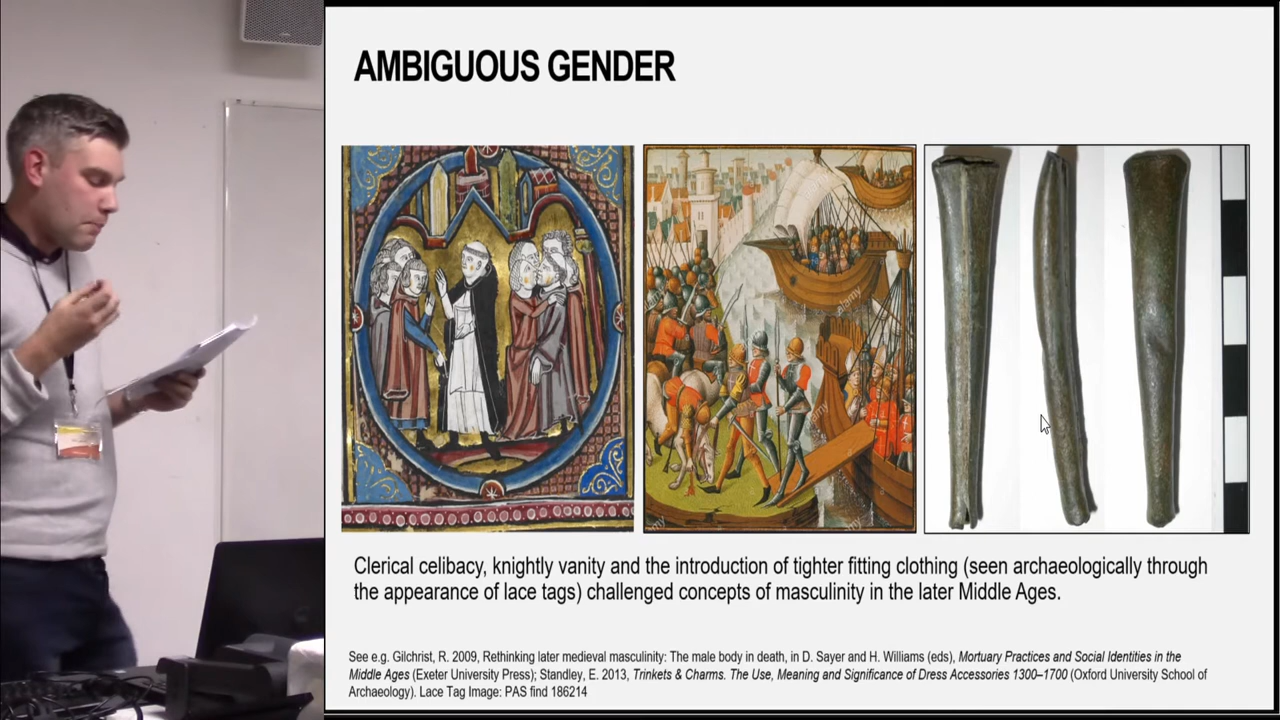 AMBIGUOUS GENDER
alamy
alamy
alamy
Clerical celibacy, knightly vanity and the introduction of tighter fitting clothing (seen archaeologically through
the appearance of lace tags) challenged concepts of masculinity in the later Middle Ages.
See e.g. Gilchrist, R. 2009, Rethinking later medieval masculinity: The male body in death, in D. Sayer and H. Williams (eds), Mortuary Practices and Social Identities in the
Middle Ages (Exeter University Press); Standley, E. 2013, Trinkets & Charms. The Use, Meaning and Significance of Dress Accessories 1300–1700 (Oxford University School of
Archaeology). Lace Tag Image: PAS find 186214